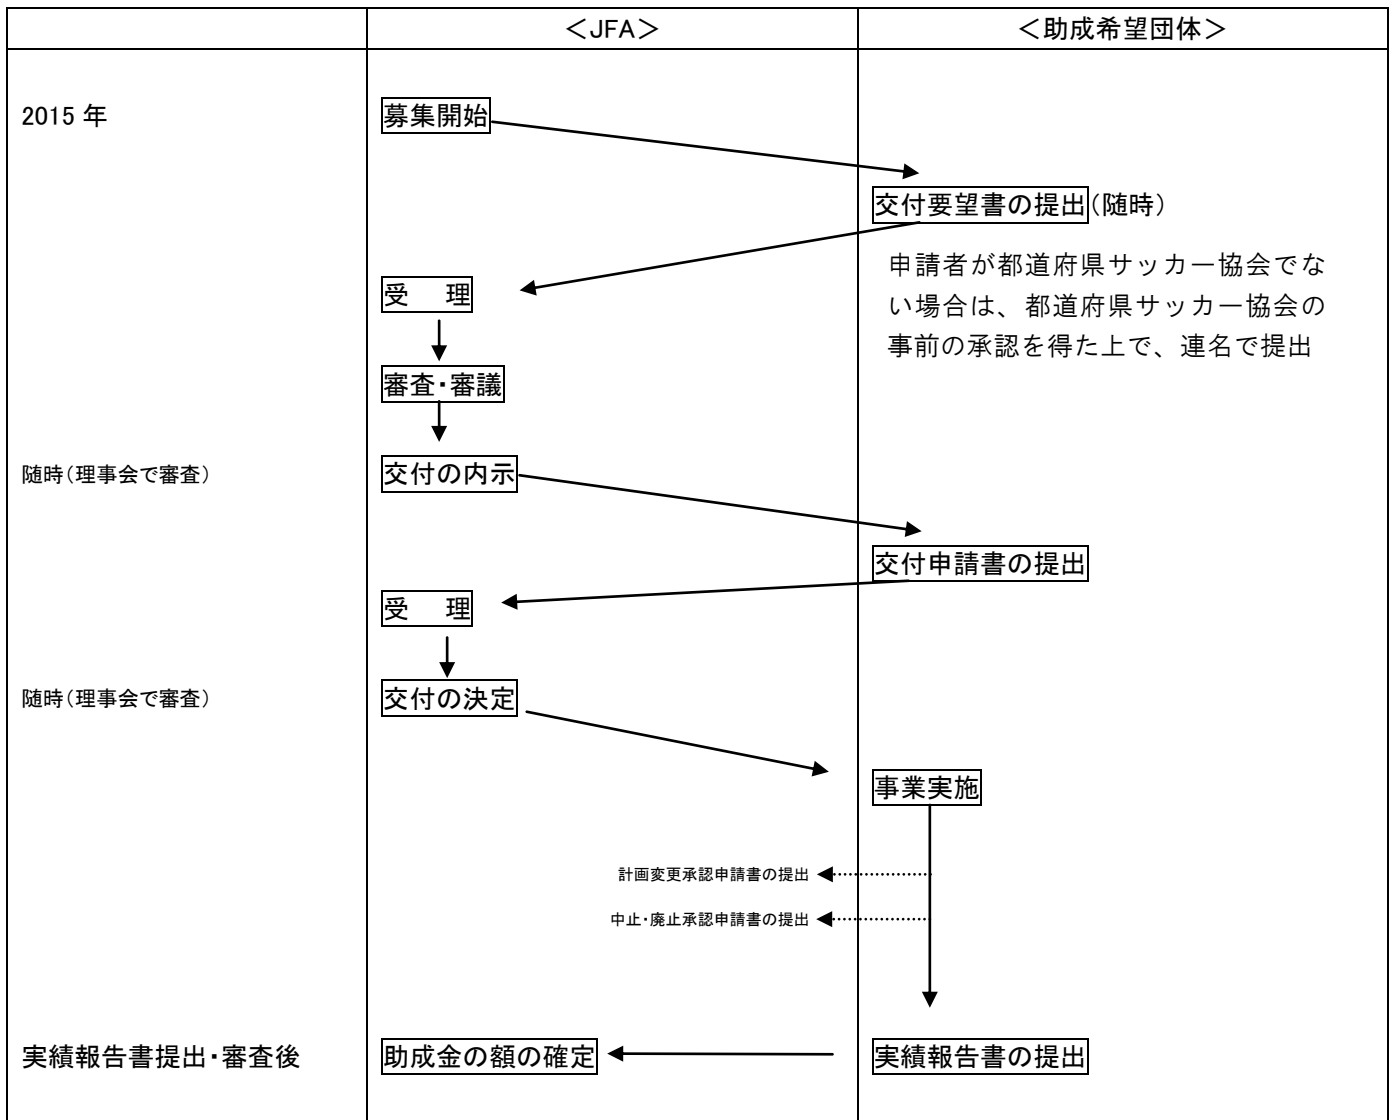 ＜JFA＞
＜助成希望団体＞
2015 年
募集開始
交付要望書の提出（随時）
申請者が都道府県サッカー協会でな
い場合は、都道府県サッカー協会の
事前の承認を得た上で、連名で提出
受　理
審査・審議
随時（理事会で審査）
交付の内示
交付申請書の提出
受　理
随時（理事会で審査）
交付の決定
事業実施
計画変更承認申請書の提出
中止・廃止承認申請書の提出
実績報告書提出・審査後
助成金の額の確定
実績報告書の提出